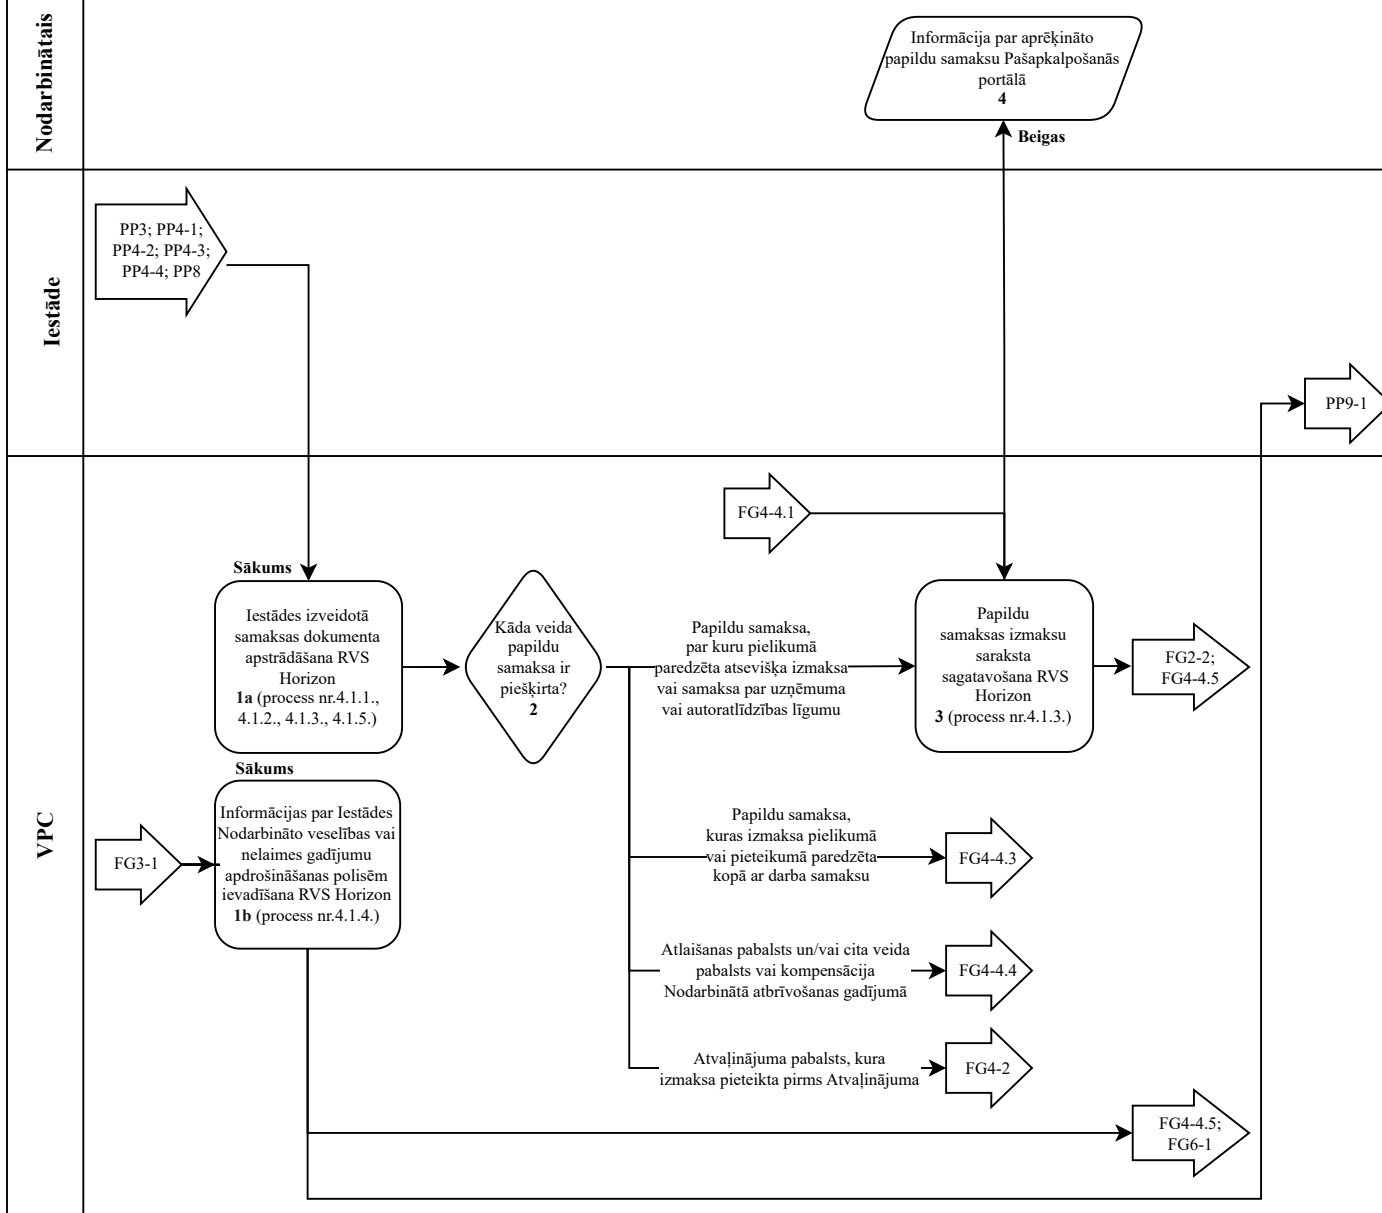 Nodarbinātais
Informācija par aprēķināto
papildu samaksu Pašapkalpošanās
portālā
4
Beigas
Iestāde
PP3; PP4-1;
PP4-2; PP4-3;
PP4-4; PP8
PP9-1
VPC
FG4-4.1
Sākums
Iestādes izveidotā
samaksas dokumenta
apstrādāšana RVS
Horizon
1a (process nr.4.1.1.,
4.1.2., 4.1.3., 4.1.5.)
Kāda veida
papildu
samaksa ir
piešķirta?
2
Papildu samaksa,
par kuru pielikumā
paredzēta atsevišķa izmaksa
vai samaksa par uzņēmuma
vai autoratlīdzības līgumu
Papildu
samaksas izmaksu
saraksta
sagatavošana RVS
Horizon
3 (process nr.4.1.3.)
FG2-2;
FG4-4.5
Sākums
FG3-1
Informācijas par Iestādes
Nodarbināto veselības vai
nelaimes gadījumu
apdrošināšanas polisēm
ievadīšana RVS Horizon
1b (process nr.4.1.4.)
Papildu samaksa,
kuras izmaksa pielikumā
vai pieteikumā paredzēta
kopā ar darba samaksu
FG4-4.3
Atlaišanas pabalsts un/vai cita veida
pabalsts vai kompensācija
Nodarbinātā atbrīvošanas gadījumā
FG4-4.4
Atvaļinājuma pabalsts, kura
izmaksa pieteikta pirms Atvaļinājuma
FG4-2
FG4-4.5;
FG6-1